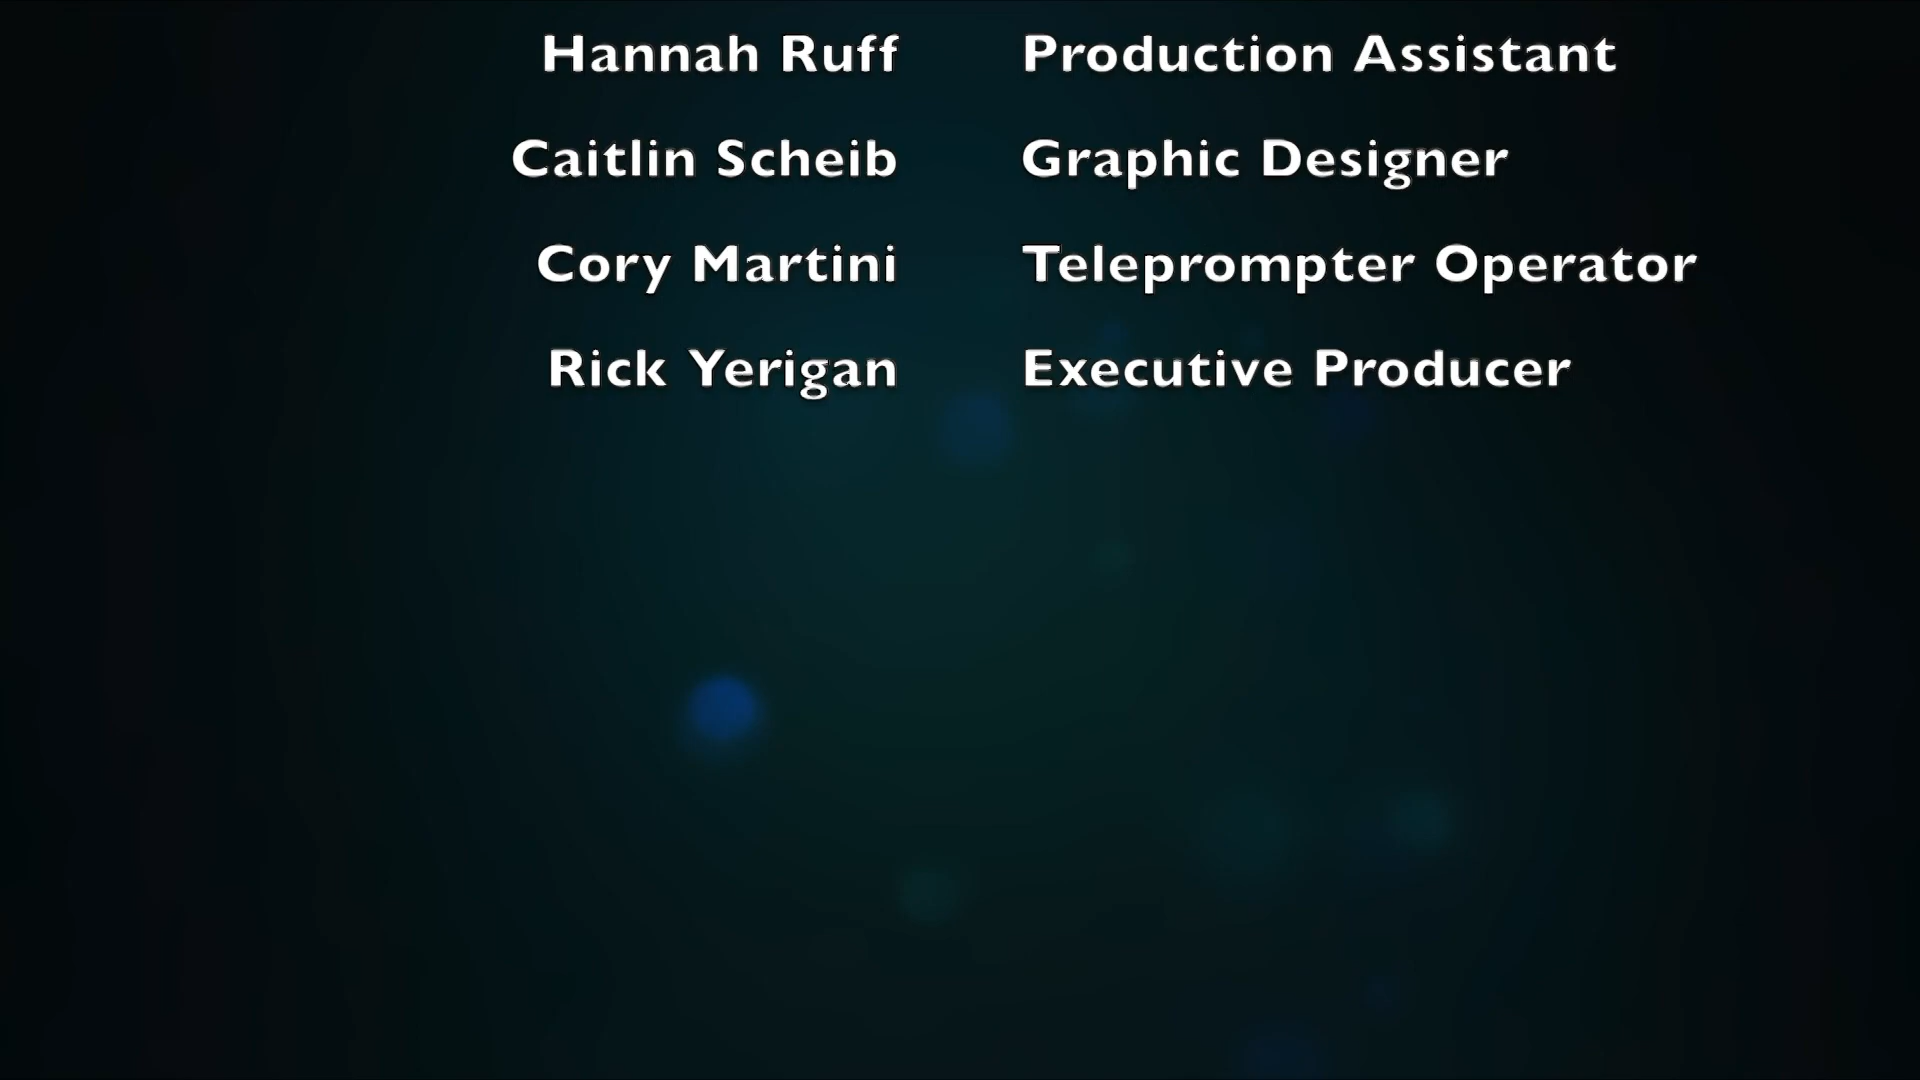 Hannah Ruff Production Assistant
Caitlin Scheib Graphic Designer
Cory Martini Teleprompter Operator
Rick Yerigan Executive Producer